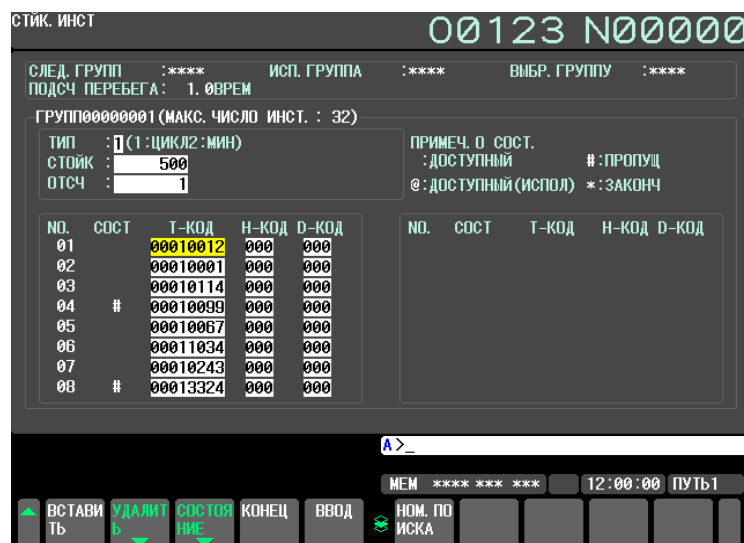 СТЙК. ИНСТ O0123 N00000
СЛЕД. ГРУПП :**** ИСП. ГРУППА :**** ВЫБР. ГРУППУ :****
ПОДСЧ ПЕРЕБЕГА: 1. 0ВРЕМ
ГРУПП00000001(МАКС. ЧИСЛО ИНСТ. : 32)
ТИП :1(1:ЦИКЛ2:МИН)
СТОЙК : 500
ОТСЧ : 1
ПРИМЕЧ. О СОСТ.
:ДОСТУПНЫЙ #:ПРОПУЩ
@:ДОСТУПНЫЙ(ИСПОЛ) *:ЗАКОНЧ
NO. СОСТ Т-КОД Н-КОД D-КОД NO. СОСТ Т-КОД Н-КОД D-КОД
01 00010012 000 000
02 00010001 000 000
03 00010114 000 000
04 # 00010099 000 000
05 00010067 000 000
06 00011034 000 000
07 00010243 000 000
08 # 00013324 000 000
A>_
MEM **** *** *** 12:00:00 ПУТЬ1
ВСТАВИ УДАЛИТ СОСТОЯ КОНЕЦ ВВОД НОМ. ПО
ТЬ Ь НИЕ ИСКА